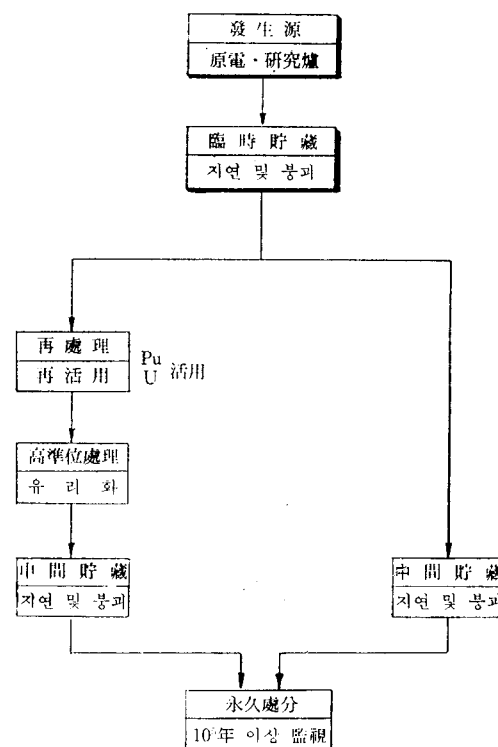 發生源
原電·硏究爐
臨時貯藏
지연 및 붕괴
再處理
再活用
Pu
U 活用
高準位處理
유리화
中間貯藏
지연 및 붕괴
中間貯藏
지연 및 붕괴
永久處分
年 이상 監視